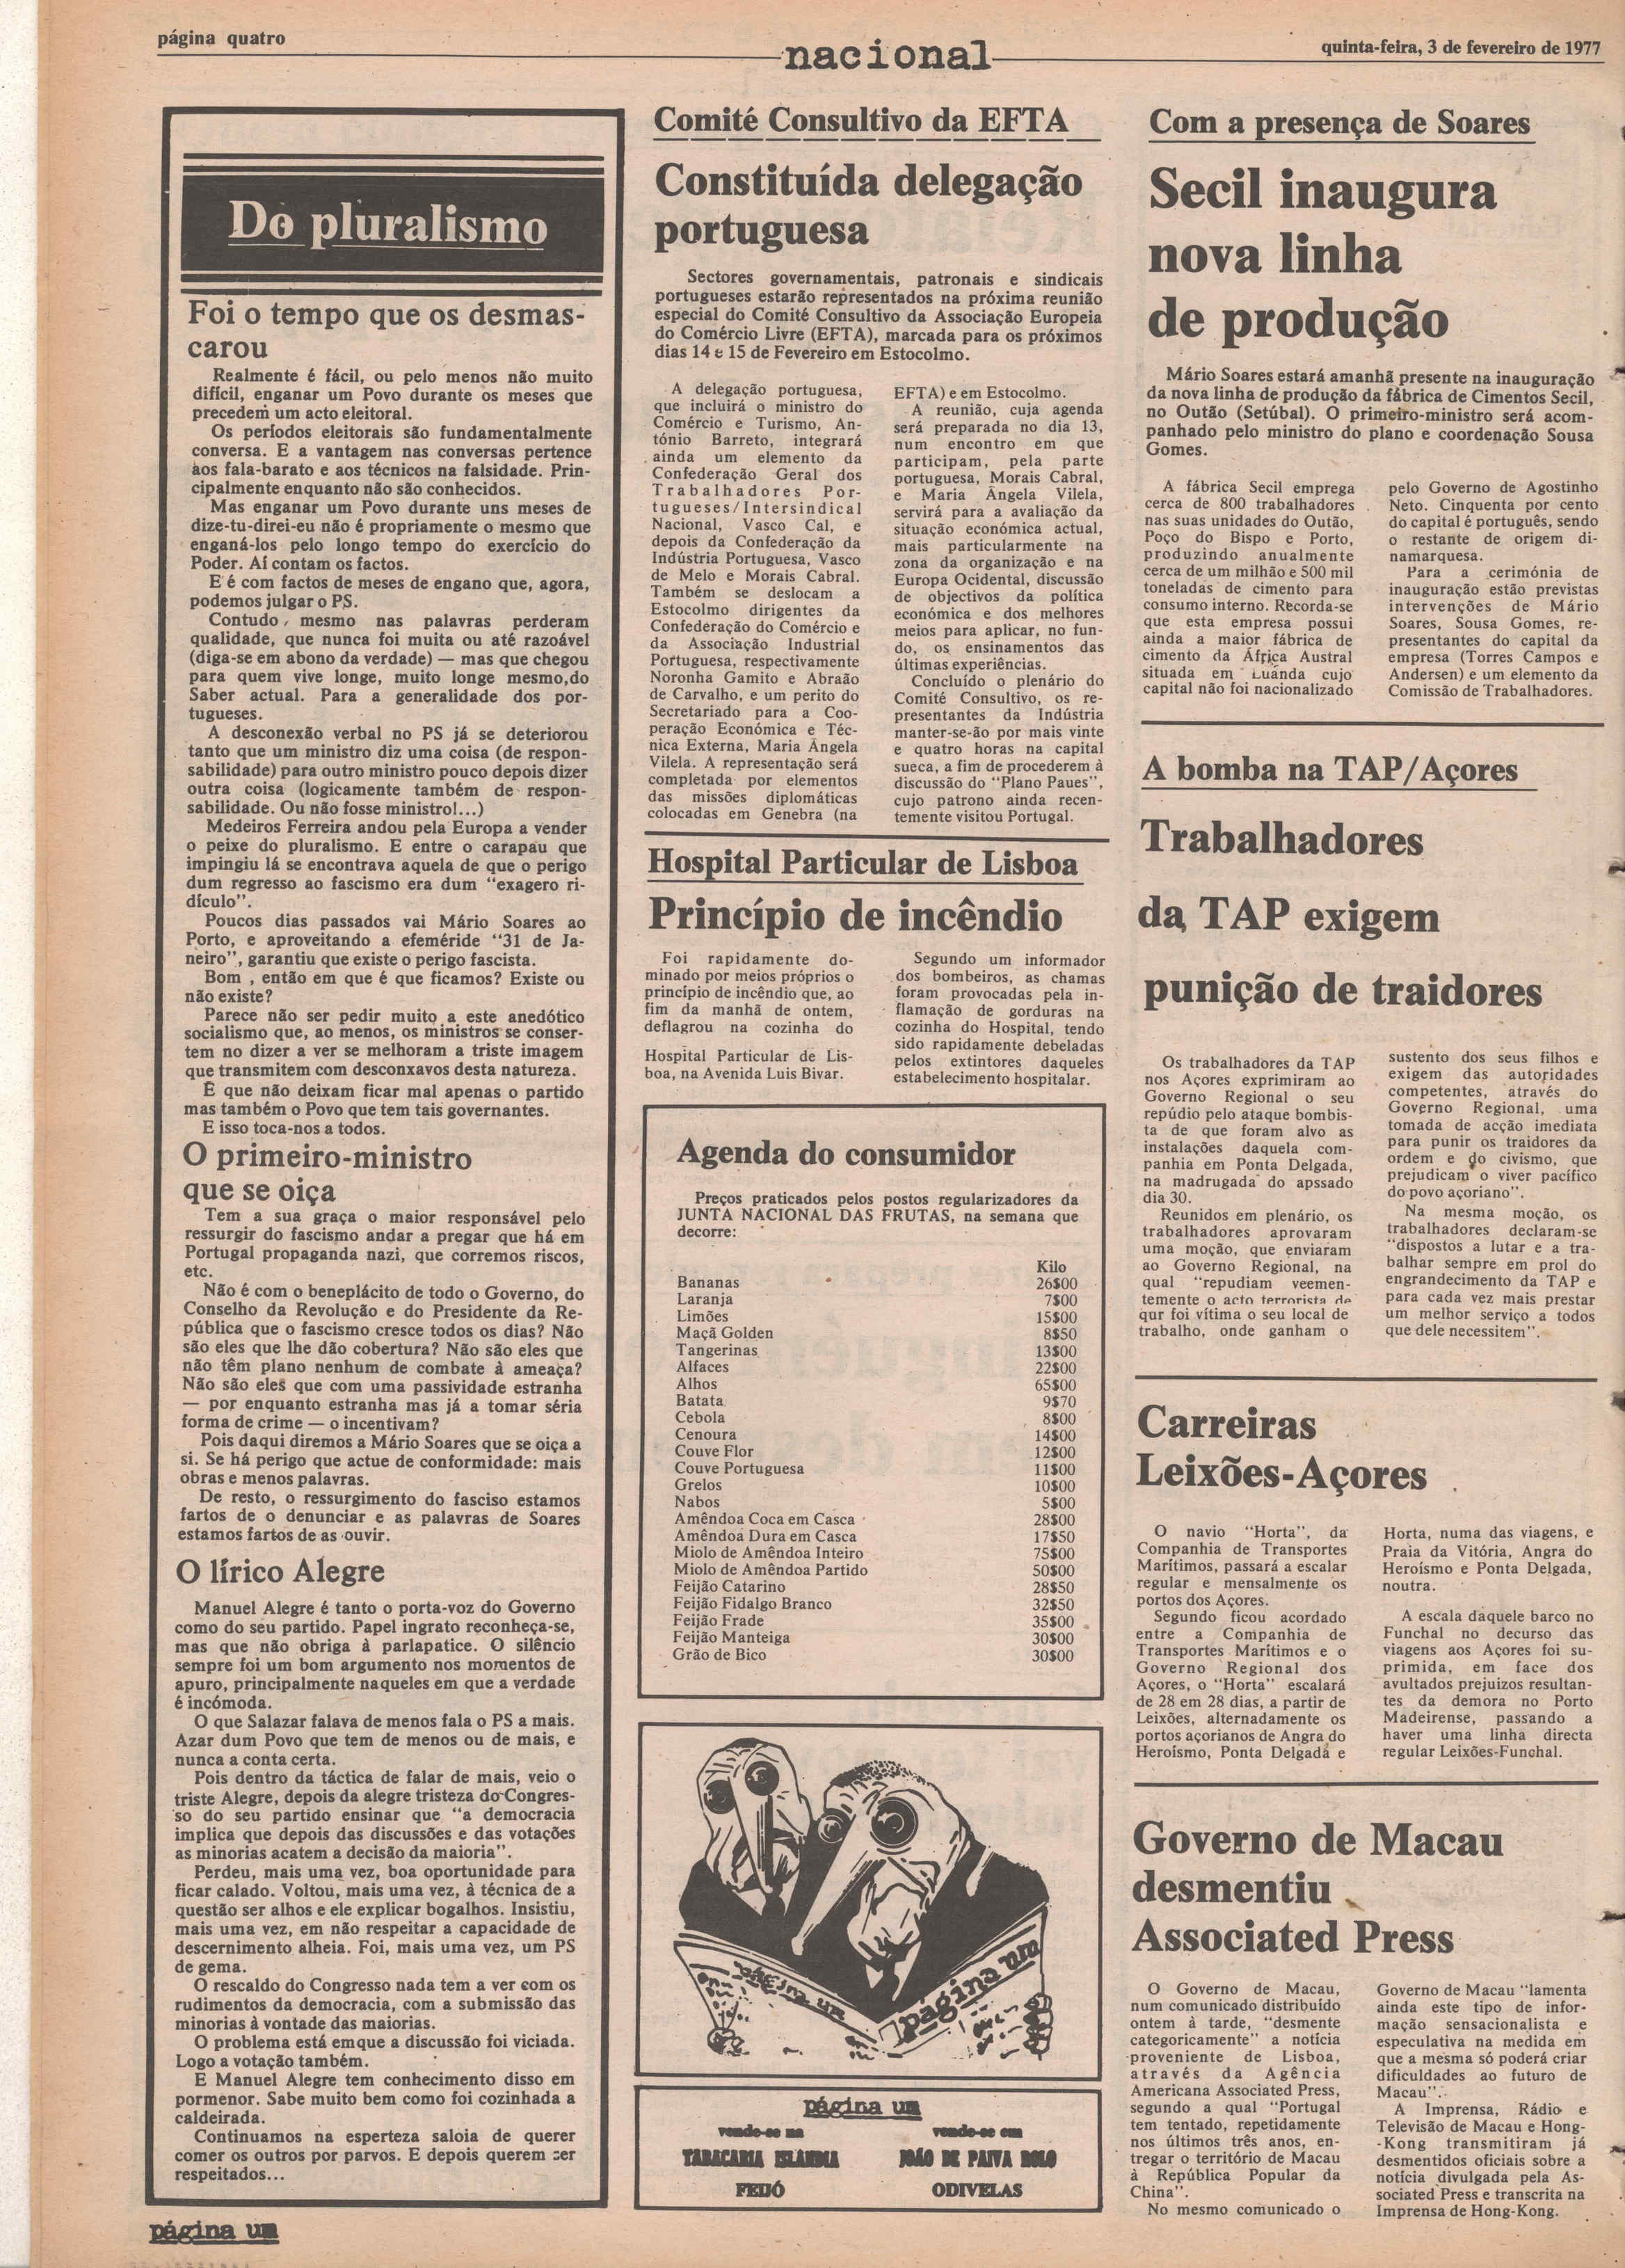 página quatro
nacional
quinta-feira, 3 de fevereiro de 1977
Do pluralismo
Foi o tempo que os desmas-
carou
Realmente é fácil, ou pelo menos não muito
difícil, enganar um Povo durante os meses que
precedem um acto eleitoral.
Os períodos eleitorais são fundamentalmente
conversa. E a vantagem nas conversas pertence
aos fala-barato e aos técnicos na falsidade. Prin-
cipalmente enquanto não são conhecidos.
Mas enganar um Povo durante uns meses de
dize-tu-direi-eu não é propriamente o mesmo que
enganá-los pelo longo tempo do exercício do
Poder. Aí contam os factos.
E é com factos de meses de engano que, agora,
podemos julgar o PS.
Contudo, mesmo nas palavras perderam
qualidade, que nunca foi muita ou até razoável
(diga-se em abono da verdade) — mas que chegou
para quem vive longe, muito longe mesmo,do
Saber actual. Para a generalidade dos por-
tugueses.
A desconexão verbal no PS já se deteriorou
tanto que um ministro diz uma coisa (de respon-
sabilidade) para outro ministro pouco depois dizer
outra coisa (logicamente também de respon-
sabilidade. Ou não fosse ministro!...)
Medeiros Ferreira andou pela Europa a vender
o peixe do pluralismo. E entre o carapau que
impingiu lá se encontrava aquela de que o perigo
dum regresso ao fascismo era dum "exagero ri-
dículo".
Poucos dias passados vai Mário Soares ao
Porto, e aproveitando a efeméride "31 de Ja-
neiro", garantiu que existe o perigo fascista.
Bom , então em que é que ficamos? Existe ou
não existe?
Parece não ser pedir muito a este anedótico
socialismo que, ao menos, os ministros se conser-
tem no dizer a ver se melhoram a triste imagem
que transmitem com desconxavos desta natureza.
É que não deixam ficar mal apenas o partido
mas também o Povo que tem tais governantes.
E isso toca-nos a todos.
O primeiro-ministro
que se oiça
Tem a sua graça o maior responsável pelo
ressurgir do fascismo andar a pregar que há em
Portugal propaganda nazi, que corremos riscos,
etc.
Não é com o beneplácito de todo o Governo, do
Conselho da Revolução e do Presidente da Re-
pública que o fascismo cresce todos os dias? Não
são eles que lhe dão cobertura? Não são eles que
não têm plano nenhum de combate à ameaça?
Não são eles que com uma passividade estranha
— por enquanto estranha mas já a tomar séria
forma de crime — o incentivam?
Pois daqui diremos a Mário Soares que se oiça a
si. Se há perigo que actue de conformidade: mais
obras e menos palavras.
De resto, o ressurgimento do fasciso estamos
fartos de o denunciar e as palavras de Soares
estamos fartos de as ouvir.
O lírico Alegre
Manuel Alegre é tanto o porta-voz do Governo
como do seu partido. Papel ingrato reconheça-se,
mas que não obriga à parlapatice. O silêncio
sempre foi um bom argumento nos momentos de
apuro, principalmente naqueles em que a verdade
é incómoda.
O que Salazar falava de menos fala o PS a mais.
Azar dum Povo que tem de menos ou de mais, e
nunca a conta certa.
Pois dentro da táctica de falar de mais, veio o
triste Alegre, depois da alegre tristeza do Congres-
so do seu partido ensinar que "a democracia
implica que depois das discussões e das votações
as minorias acatem a decisão da maioria".
Perdeu, mais uma vez, boa oportunidade para
ficar calado. Voltou, mais uma vez, à técnica de a
questão ser alhos e ele explicar bogalhos. Insistiu,
mais uma vez, em não respeitar a capacidade de
descernimento alheia. Foi, mais uma vez, um PS
de gema.
O rescaldo do Congresso nada tem a ver com os
rudimentos da democracia, com a submissão das
minorias à vontade das maiorias.
O problema está emque a discussão foi viciada.
Logo a votação também.
E Manuel Alegre tem conhecimento disso em
pormenor. Sabe muito bem como foi cozinhada a
caldeirada.
Continuamos na esperteza saloia de querer
comer os outros por parvos. E depois querem ser
respeitados...
Comité Consultivo da EFTA
Constituída delegação
portuguesa
Sectores governamentais, patronais e sindicais
portugueses estarão representados na próxima reunião
especial do Comité Consultivo da Associação Europeia
do Comércio Livre (EFTA), marcada para os próximos
dias 14 e 15 de Fevereiro em Estocolmo.
A delegação portuguesa,
que incluirá o ministro do
Comércio e Turismo, An-
tónio Barreto, integrará
ainda um elemento da
Confederação Geral dos
Trabalhadores Por-
tugueses/Intersindical
Nacional, Vasco Cal, e
depois da Confederação da
Indústria Portuguesa, Vasco
de Melo e Morais Cabral.
Também se deslocam a
Estocolmo dirigentes da
Confederação do Comércio e
da Associação Industrial
Portuguesa, respectivamente
Noronha Gamito e Abraão
de Carvalho, e um perito do
Secretariado para a Coo-
peração Económica e Téc-
nica Externa, Maria Ângela
Vilela. A representação será
completada por elementos
das missões diplomáticas
colocadas em Genebra (na
EFTA) e em Estocolmo.
A reunião, cuja agenda
será preparada no dia 13,
num encontro em que
participam, pela parte
portuguesa, Morais Cabral,
e Maria Ângela Vilela,
servirá para a avaliação da
situação económica actual,
mais particularmente na
zona da organização e na
Europa Ocidental, discussão
de objectivos da política
económica e dos melhores
meios para aplicar, no fun-
do, os ensinamentos das
últimas experiências.
Concluído o plenário do
Comité Consultivo, os re-
presentantes da Indústria
manter-se-ão por mais vinte
e quatro horas na capital
sueca, a fim de procederem à
discussão do "Plano Paues",
cujo patrono ainda recen-
temente visitou Portugal.
Hospital Particular de Lisboa
Princípio de incêndio
Foi rapidamente do-
minado por meios próprios o
princípio de incêndio que, ao
fim da manhã de ontem,
deflagrou na cozinha do
Hospital Particular de Lis-
boa, na Avenida Luis Bivar.
Segundo um informador
dos bombeiros, as chamas
foram provocadas pela in-
flamação de gorduras na
cozinha do Hospital, tendo
sido rapidamente debeladas
pelos extintores daqueles
estabelecimento hospitalar.
Agenda do consumidor
Preços praticados pelos postos regularizadores da
JUNTA NACIONAL DAS FRUTAS, na semana que
decorre:
Kilo
Bananas 26$00
Laranja 7$00
Limões 15$00
Maçã Golden 8$50
Tangerinas 13$00
Alfaces 22$00
Alhos 65$00
Batata 9$70
Cebola 8$00
Cenoura 14$00
Couve Flor 12$00
Couve Portuguesa 11$00
Grelos 10$00
Nabos 5$00
Amêndoa Coca em Casca 28$00
Amêndoa Dura em Casca 17$50
Miolo de Amêndoa Inteiro 75$00
Miolo de Amêndoa Partido 50$00
Feijão Catarino 28$50
Feijão Fidalgo Branco 32$50
Feijão Frade 35$00
Feijão Manteiga 30$00
Grão de Bico 30$00
página um
página um
página um
vende-se na
TABACARIA ISLANDIA
FEIJÓ
vende-se em
JOÃO DE PAIVA ROLO
ODIVELAS
Com a presença de Soares
Secil inaugura
nova linha
de produção
Mário Soares estará amanhã presente na inauguração
da nova linha de produção da fábrica de Cimentos Secil,
no Outão (Setúbal). O primeiro-ministro será acom-
panhado pelo ministro do plano e coordenação Sousa
Gomes.
A fábrica Secil emprega
cerca de 800 trabalhadores
nas suas unidades do Outão,
Poço do Bispo e Porto,
produzindo anualmente
cerca de um milhão e 500 mil
toneladas de cimento para
consumo interno. Recorda-se
que esta empresa possui
ainda a maior fábrica de
cimento da África Austral
situada em Luanda cujo
capital não foi nacionalizado
pelo Governo de Agostinho
Neto. Cinquenta por cento
do capital é português, sendo
o restante de origem di-
namarquesa.
Para a cerimónia de
inauguração estão previstas
intervenções de Mário
Soares, Sousa Gomes, re-
presentantes do capital da
empresa (Torres Campos e
Andersen) e um elemento da
Comissão de Trabalhadores.
A bomba na TAP/Açores
Trabalhadores
da TAP exigem
punição de traidores
Os trabalhadores da TAP
nos Açores exprimiram ao
Governo Regional o seu
repúdio pelo ataque bombis-
ta de que foram alvo as
instalações daquela com-
panhia em Ponta Delgada,
na madrugada do apssado
dia 30.
Reunidos em plenário, os
trabalhadores aprovaram
uma moção, que enviaram
ao Governo Regional, na
qual "repudiam veemen-
temente o acto terrorista de
qur foi vítima o seu local de
trabalho, onde ganham o
sustento dos seus filhos e
exigem das autoridades
competentes, através do
Governo Regional, uma
tomada de acção imediata
para punir os traidores da
ordem e do civismo, que
prejudicam o viver pacífico
do povo açoriano".
Na mesma moção, os
trabalhadores declaram-se
"dispostos a lutar e a tra-
balhar sempre em prol do
engrandecimento da TAP e
para cada vez mais prestar
um melhor serviço a todos
que dele necessitem".
Carreiras
Leixões-Açores
O navio "Horta", da
Companhia de Transportes
Marítimos, passará a escalar
regular e mensalmente os
portos dos Açores.
Segundo ficou acordado
entre a Companhia de
Transportes Marítimos e o
Governo Regional dos
Açores, o "Horta" escalará
de 28 em 28 dias, a partir de
Leixões, alternadamente os
portos açorianos de Angra do
Heroísmo, Ponta Delgada e
Horta, numa das viagens, e
Praia da Vitória, Angra do
Heroísmo e Ponta Delgada,
noutra.
A escala daquele barco no
Funchal no decurso das
viagens aos Açores foi su-
primida, em face dos
avultados prejuizos resultan-
tes da demora no Porto
Madeirense, passando a
haver uma linha directa
regular Leixões-Funchal.
Governo de Macau
desmentiu
Associated Press
O Governo de Macau,
num comunicado distribuído
ontem à tarde, "desmente
categoricamente" a notícia
proveniente de Lisboa,
através da Agência
Americana Associated Press,
segundo a qual "Portugal
tem tentado, repetidamente
nos últimos três anos, en-
tregar o território de Macau
à República Popular da
China".
No mesmo comunicado o
Governo de Macau "lamenta
ainda este tipo de infor-
mação sensacionalista e
especulativa na medida em
que a mesma só poderá criar
dificuldades ao futuro de
Macau".
A Imprensa, Rádio e
Televisão de Macau e Hong-
-Kong transmitiram já
desmentidos oficiais sobre a
notícia divulgada pela As-
sociated Press e transcrita na
Imprensa de Hong-Kong.
página um